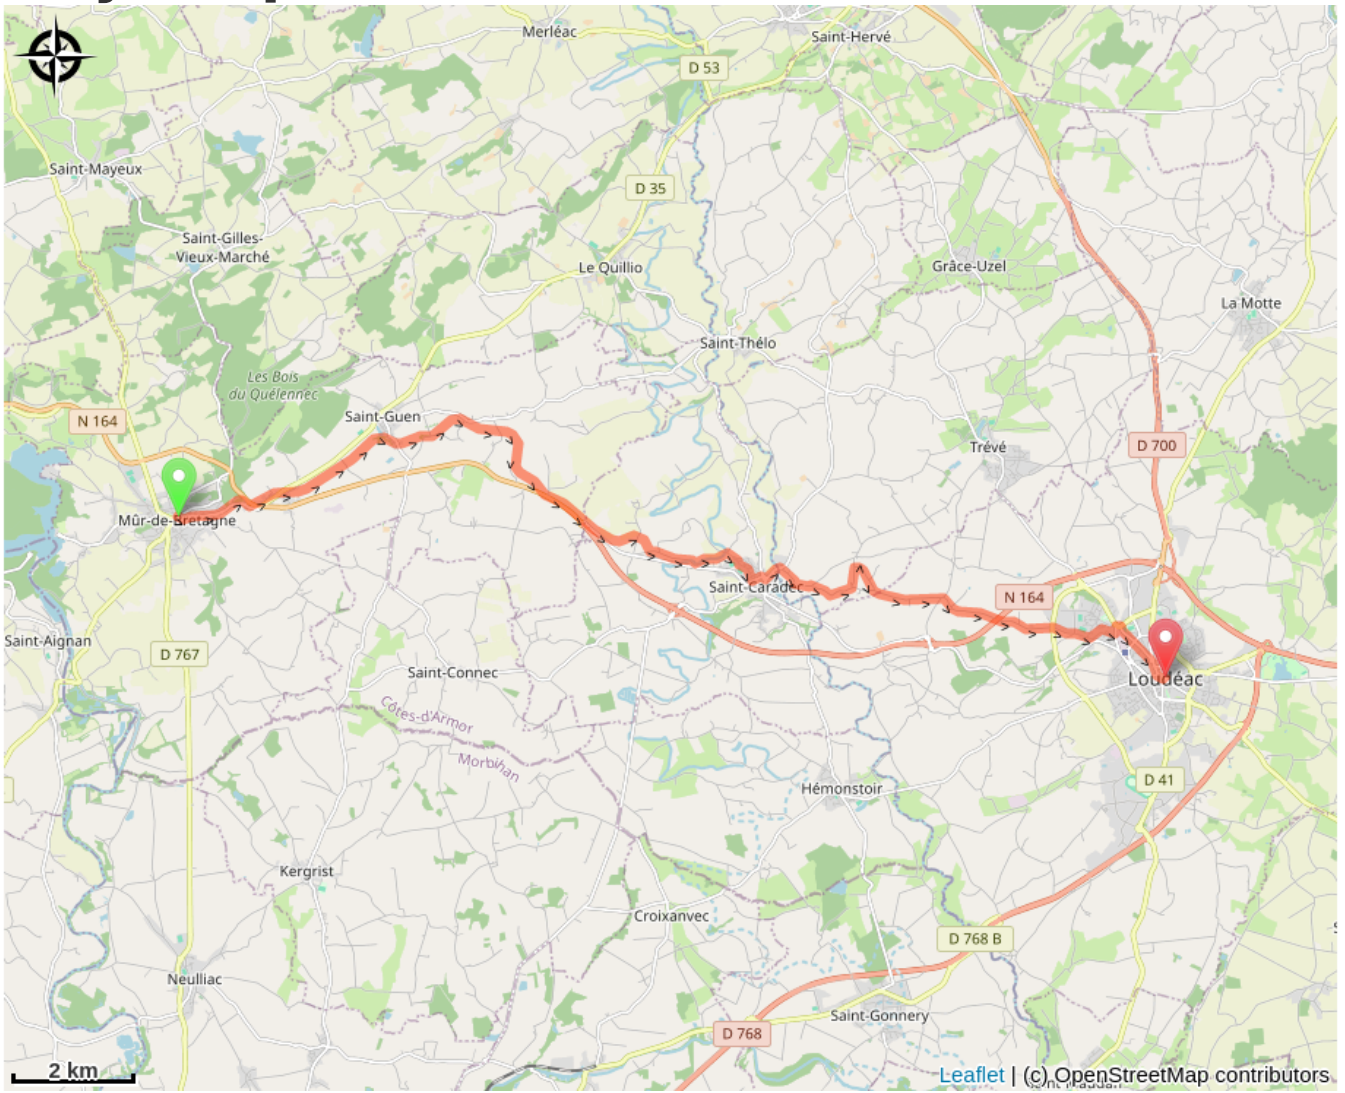 Merléac
Saint-Hervé
D 53
Saint-Mayeux
D 35
Saint-Gilles-
Vieux-Marché
Le Quillio
Grâce-Uzel
La Motte
Saint-Thélo
Les Bois
du Quélennec
Saint-Guen
N 164
Trévé
D 700
Mûr-de-Bretagne
Saint-Caradec
N 164
Saint-Aignan
D 767
Saint-Connec
Loudéac
Côtes-d'Armor
Morbihan
D 41
Hémonstoir
Kergrist
Croixanvec
D 768 B
Neulliac
Saint-Gonnery
D 768
2 km
Leaflet | (c) OpenStreetMap contributors